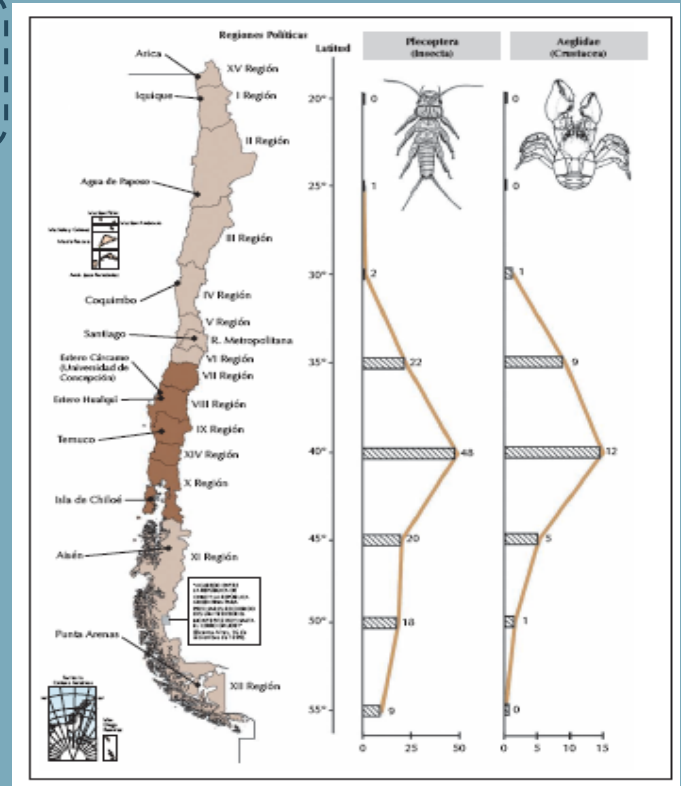 Regiones Políticas
Latitud
Plecoptera
(Insecta)
Aeglidae
(Crustacea)
Arica
XV Región
Iquique
I Región
II Región
Agua de Paposo
III Región
Coquimbo
IV Región
V Región
Santiago
R. Metropolitana
VI Región
Estero Cárcamo
(Universidad de
Concepción)
VII Región
Estero Hualqui
VIII Región
IX Región
Temuco
XIV Región
X Región
Isla de Chiloé
Aisén
XI Región
Punta Arenas
XII Región
20°
25°
30°
35°
40°
45°
50°
55°
0
1
2
22
48
20
18
9
0 25 50
0
0
1
9
12
5
1
0
0 5 10 15